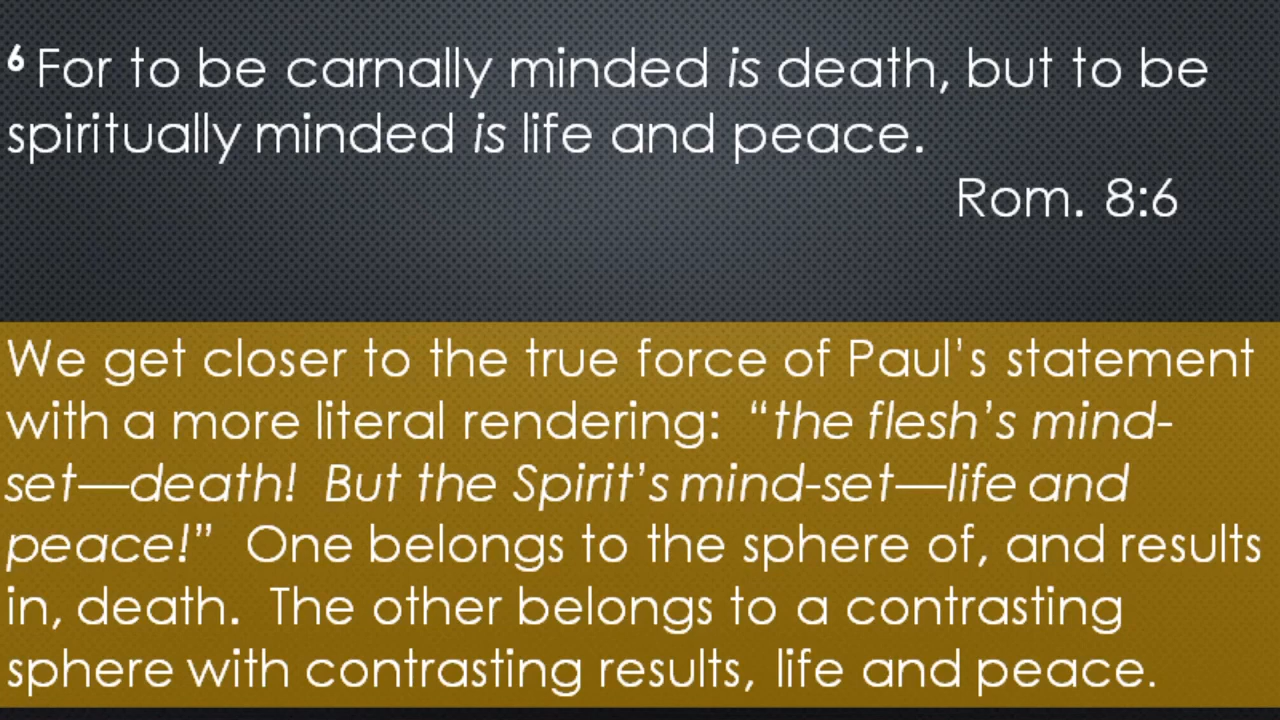 6 For to be carnally minded is death, but to be
spiritually minded is life and peace.
Rom. 8:6
We get closer to the true force of Paul’s statement
with a more literal rendering: “the flesh’s mind-
set—death! But the Spirit’s mind-set—life and
peace!” One belongs to the sphere of, and results
in, death. The other belongs to a contrasting
sphere with contrasting results, life and peace.